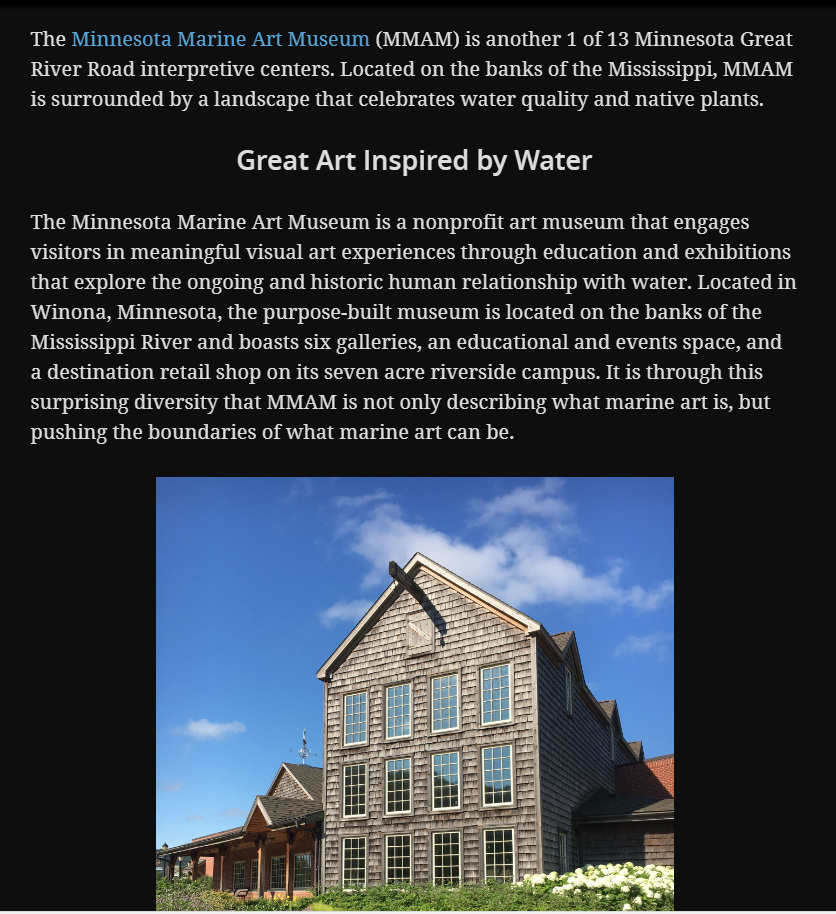 The Minnesota Marine Art Museum (MMAM) is another 1 of 13 Minnesota Great
River Road interpretive centers. Located on the banks of the Mississippi, MMAM
is surrounded by a landscape that celebrates water quality and native plants.
Great Art Inspired by Water
The Minnesota Marine Art Museum is a nonprofit art museum that engages
visitors in meaningful visual art experiences through education and exhibitions
that explore the ongoing and historic human relationship with water. Located in
Winona, Minnesota, the purpose-built museum is located on the banks of the
Mississippi River and boasts six galleries, an educational and events space, and
a destination retail shop on its seven acre riverside campus. It is through this
surprising diversity that MMAM is not only describing what marine art is, but
pushing the boundaries of what marine art can be.